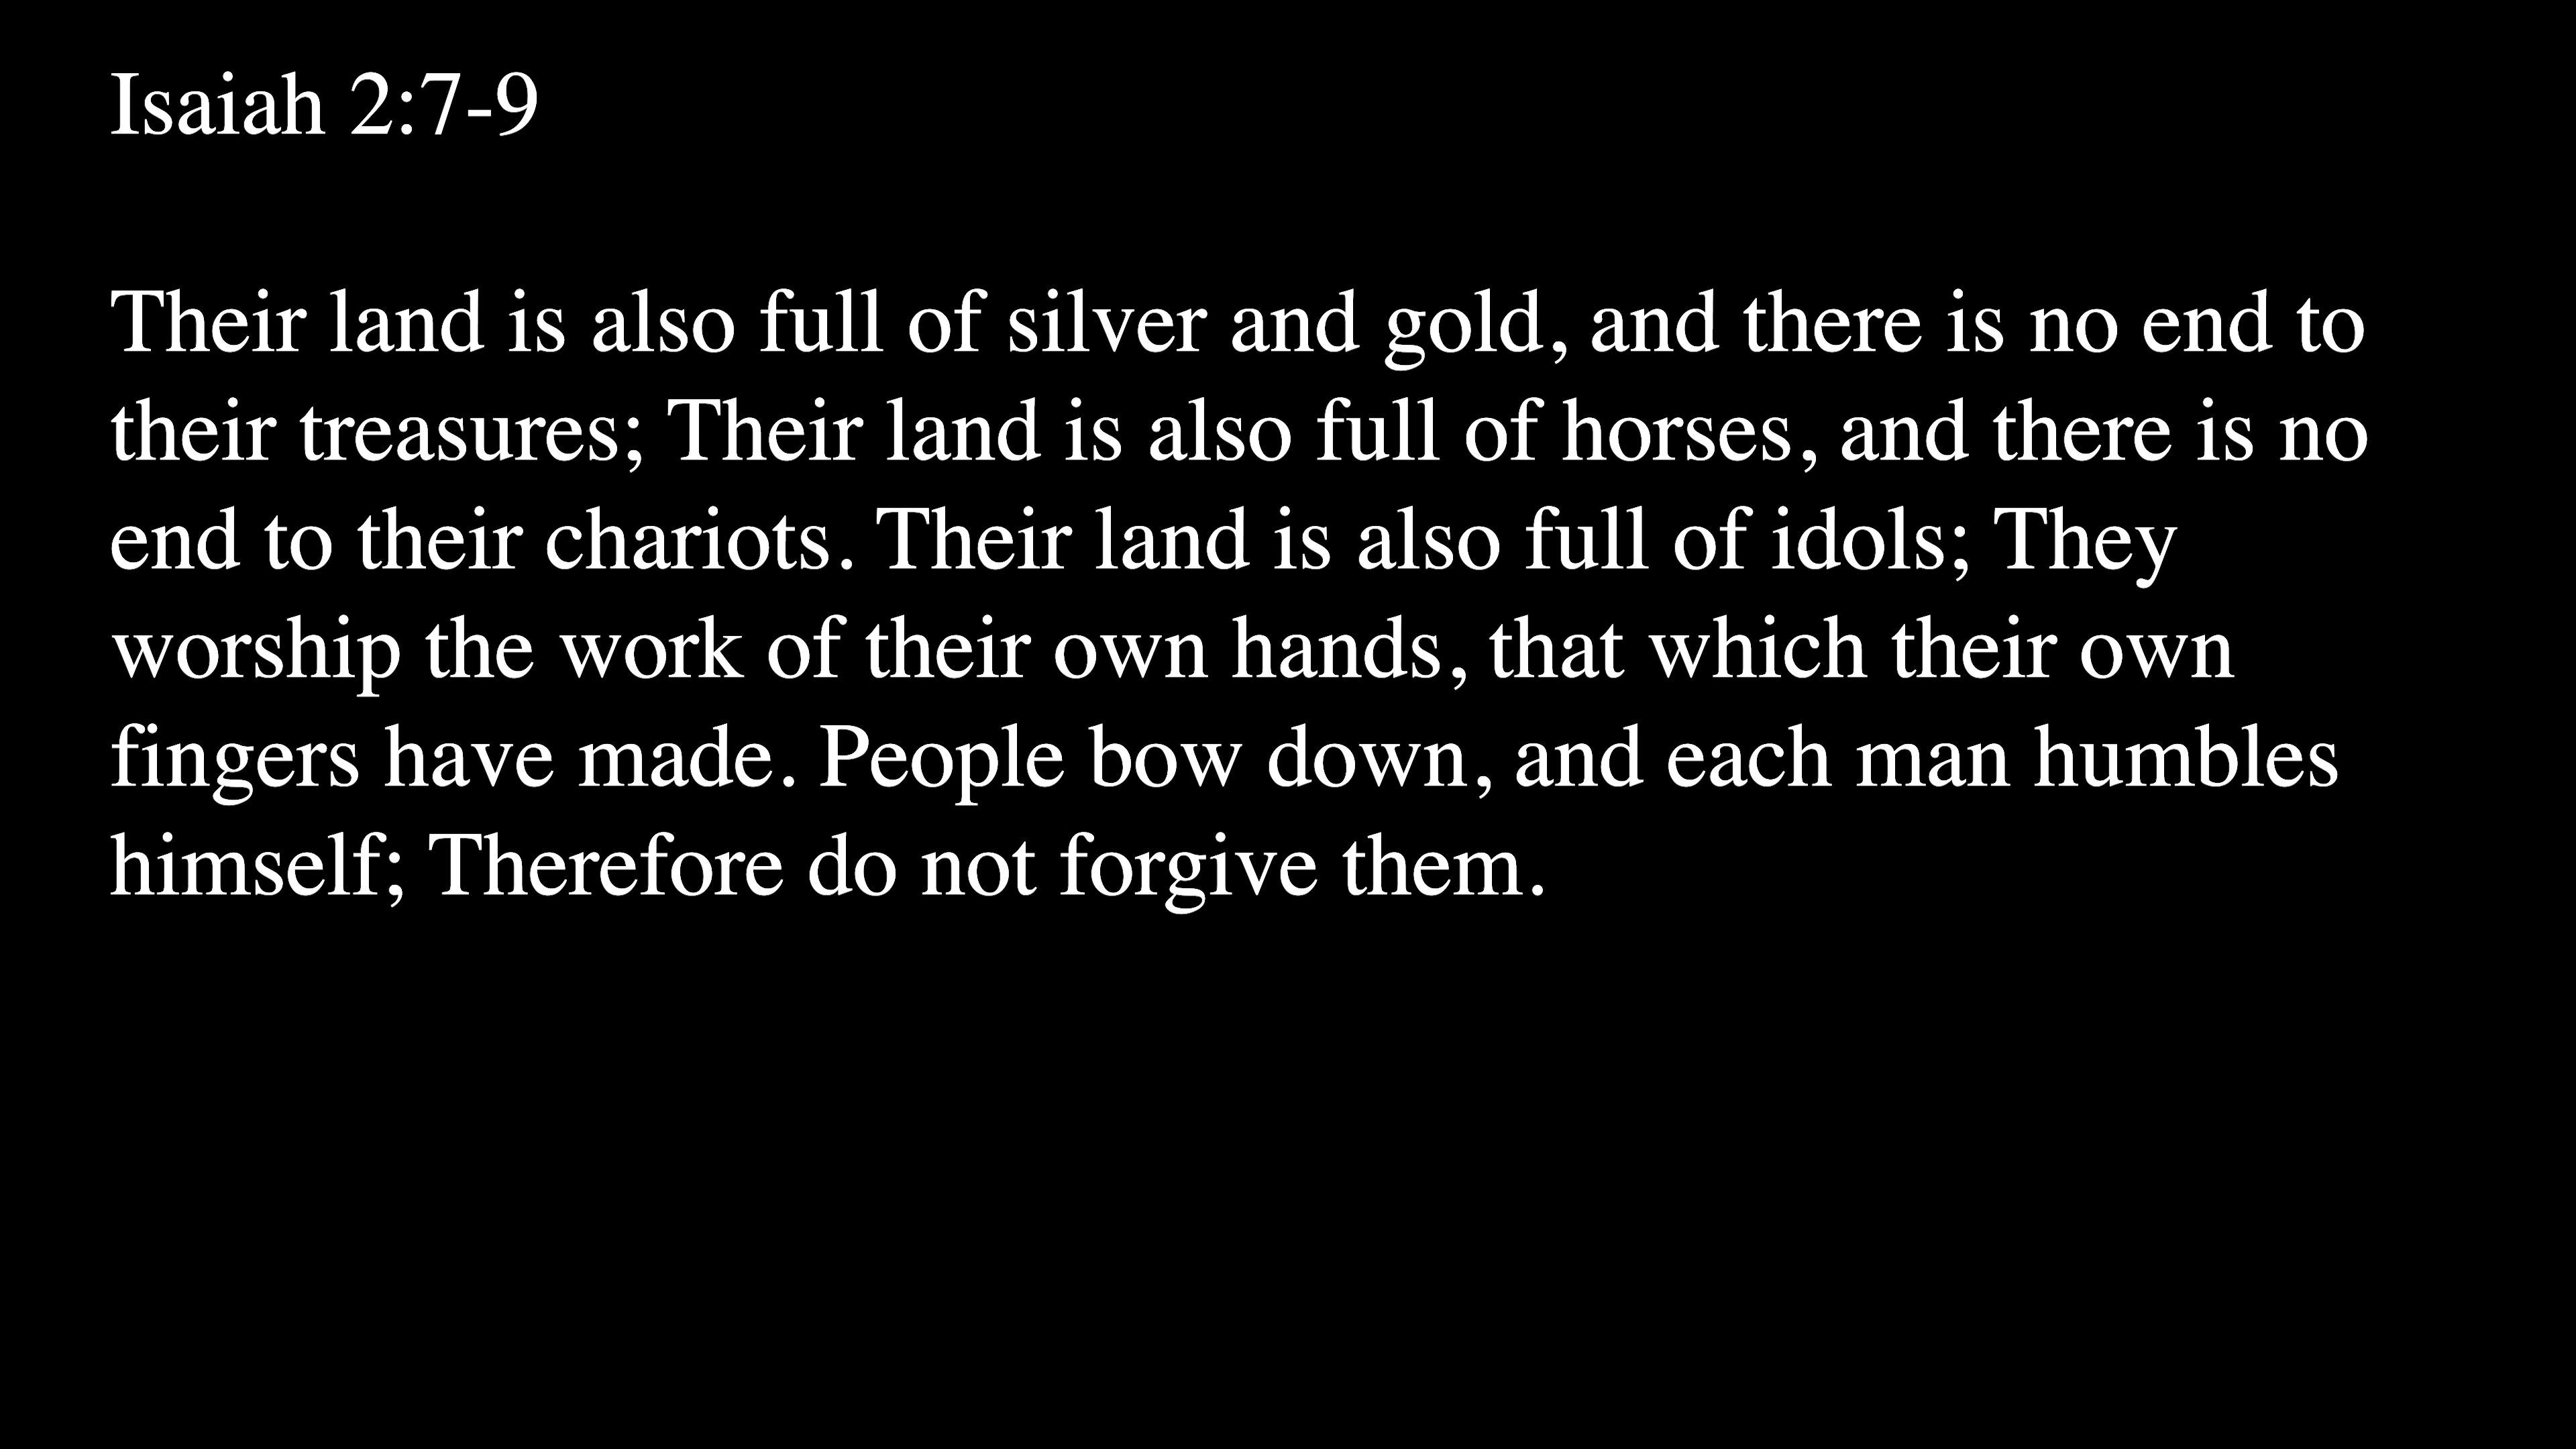 Isaiah 2:7-9
Their land is also full of silver and gold, and there is no end to
their treasures; Their land is also full of horses, and there is no
end to their chariots. Their land is also full of idols; They
worship the work of their own hands, that which their own
fingers have made. People bow down, and each man humbles
himself; Therefore do not forgive them.